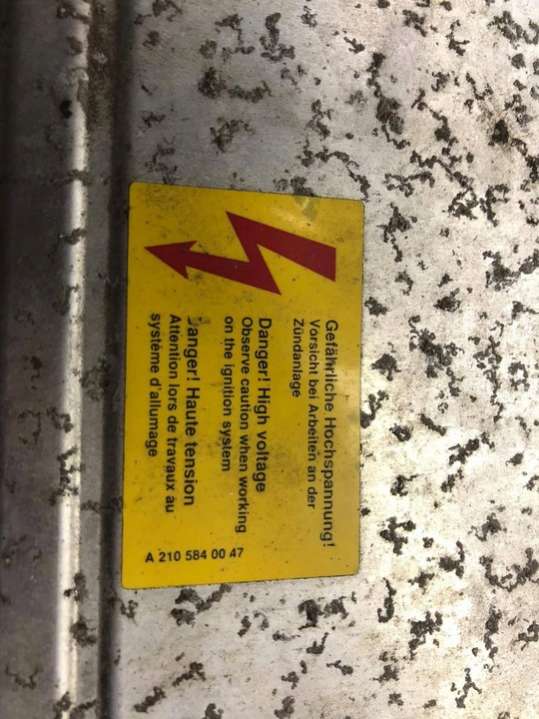 Gefährliche Hochspannung!
Vorsicht bei Arbeiten an der
Zündanlage
Danger! High voltage
Observe caution when working
on the ignition system
Danger! Haute tension
Attention lors de travaux au
système d'allumage
A 210 584 00 47